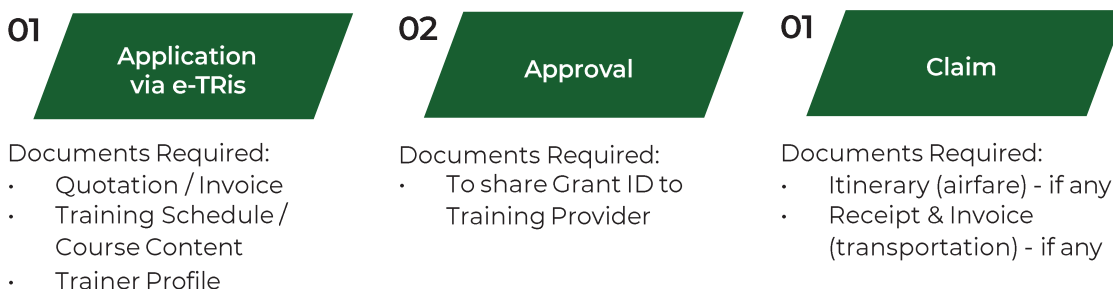 01
Application
via e-TRis
Documents Required:
• Quotation / Invoice
• Training Schedule /
Course Content
• Trainer Profile
02
Approval
Documents Required:
• To share Grant ID to
Training Provider
01
Claim
Documents Required:
• Itinerary (airfare) - if any
• Receipt & Invoice
(transportation) - if any